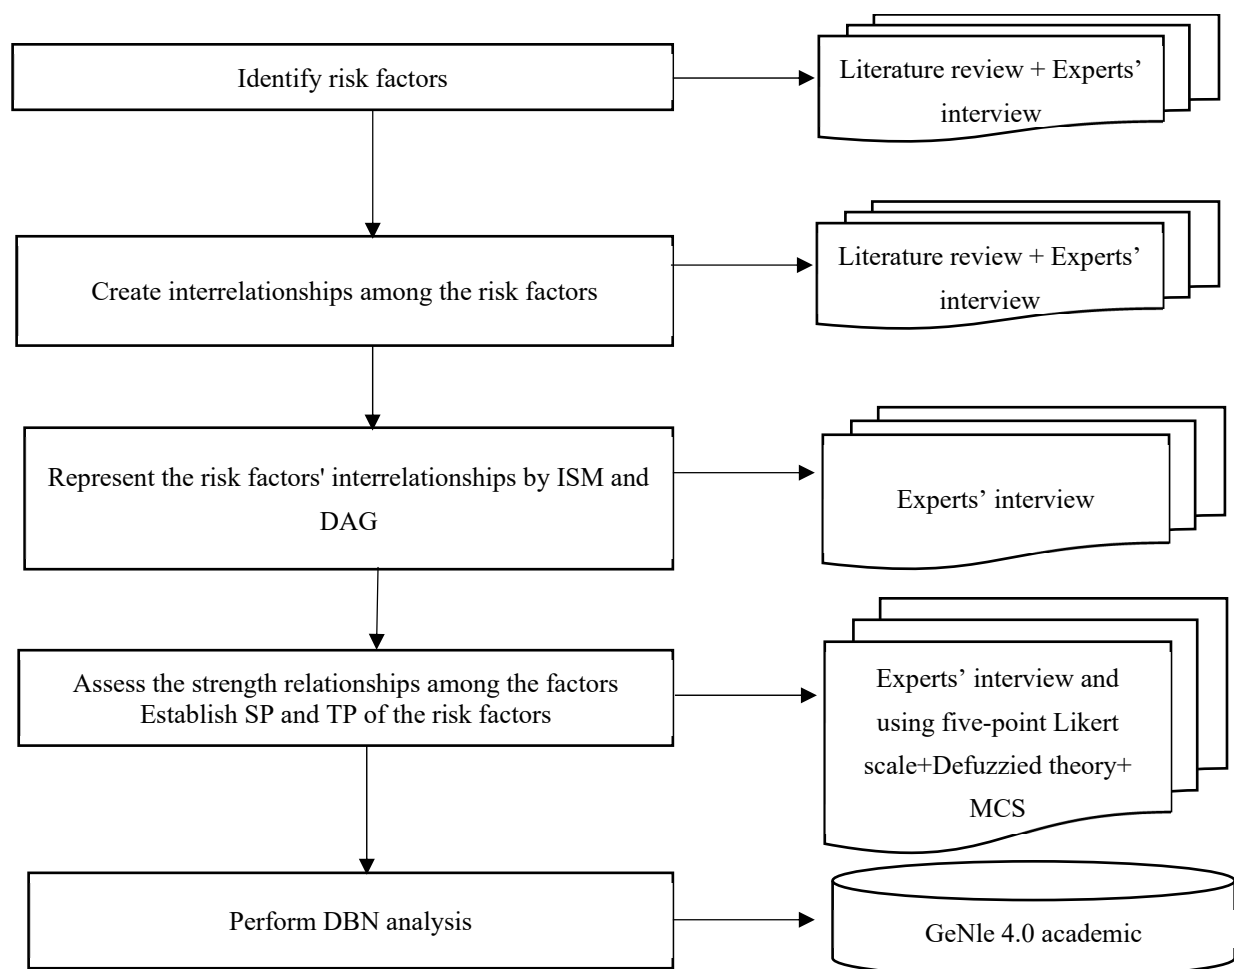 Identify risk factors
Literature review + Experts’
interview
Create interrelationships among the risk factors
Literature review + Experts’
interview
Represent the risk factors' interrelationships by ISM and
DAG
Experts’ interview
Assess the strength relationships among the factors
Establish SP and TP of the risk factors
Experts’ interview and
using five-point Likert
scale+Defuzzied theory+
MCS
Perform DBN analysis
GeNle 4.0 academic